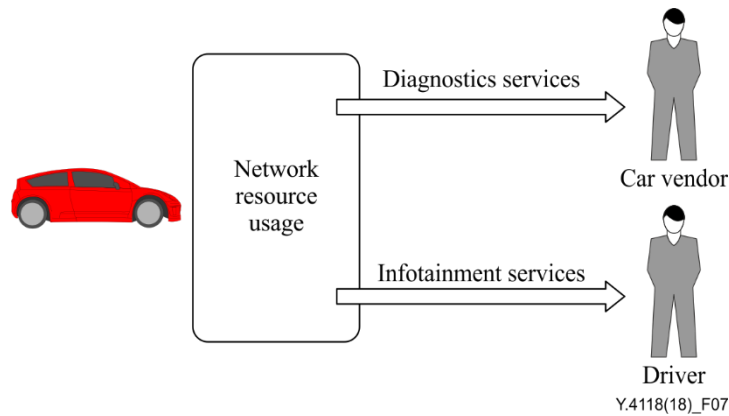 Diagnostics services
Car vendor
Network
resource
usage
Infotainment services
Driver
Y.4118(18)_F07